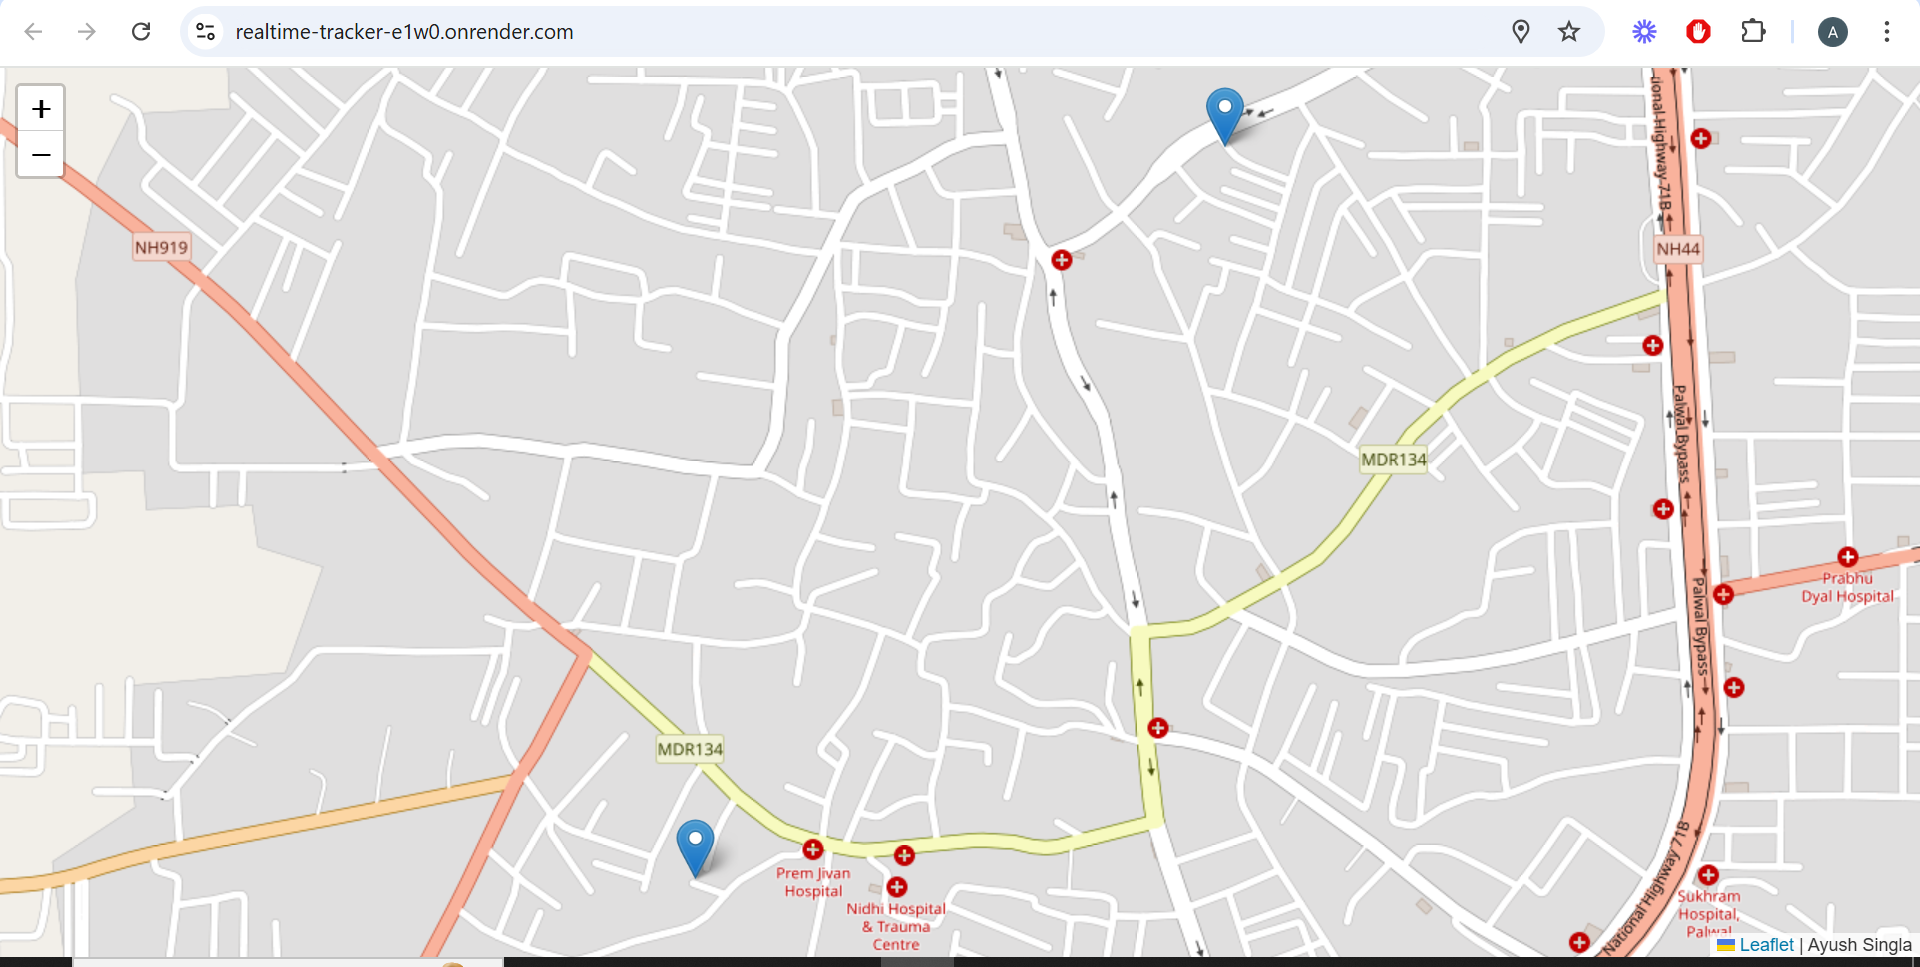 realtime-tracker-e1w0.onrender.com
A
+
−
NH919
ional Highway 71B
NH44
Palwal Bypass
MDR134
Prabhu
Dyal Hospital
Palwal Bypass
MDR134
Prem Jivan
Hospital
Nidhi Hospital
& Trauma
Centre
National Highway 71B
Sukhram
Hospital,
Palwal
Leaflet | Ayush Singla